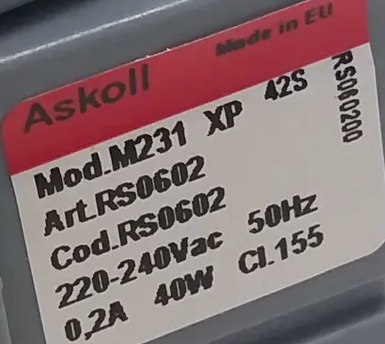 Askoll Made in EU
Mod.M231 XP 42S
Art.RS0602
Cod.RS0602
220-240Vac 50Hz
0,2A 40W Cl.155
RS060200